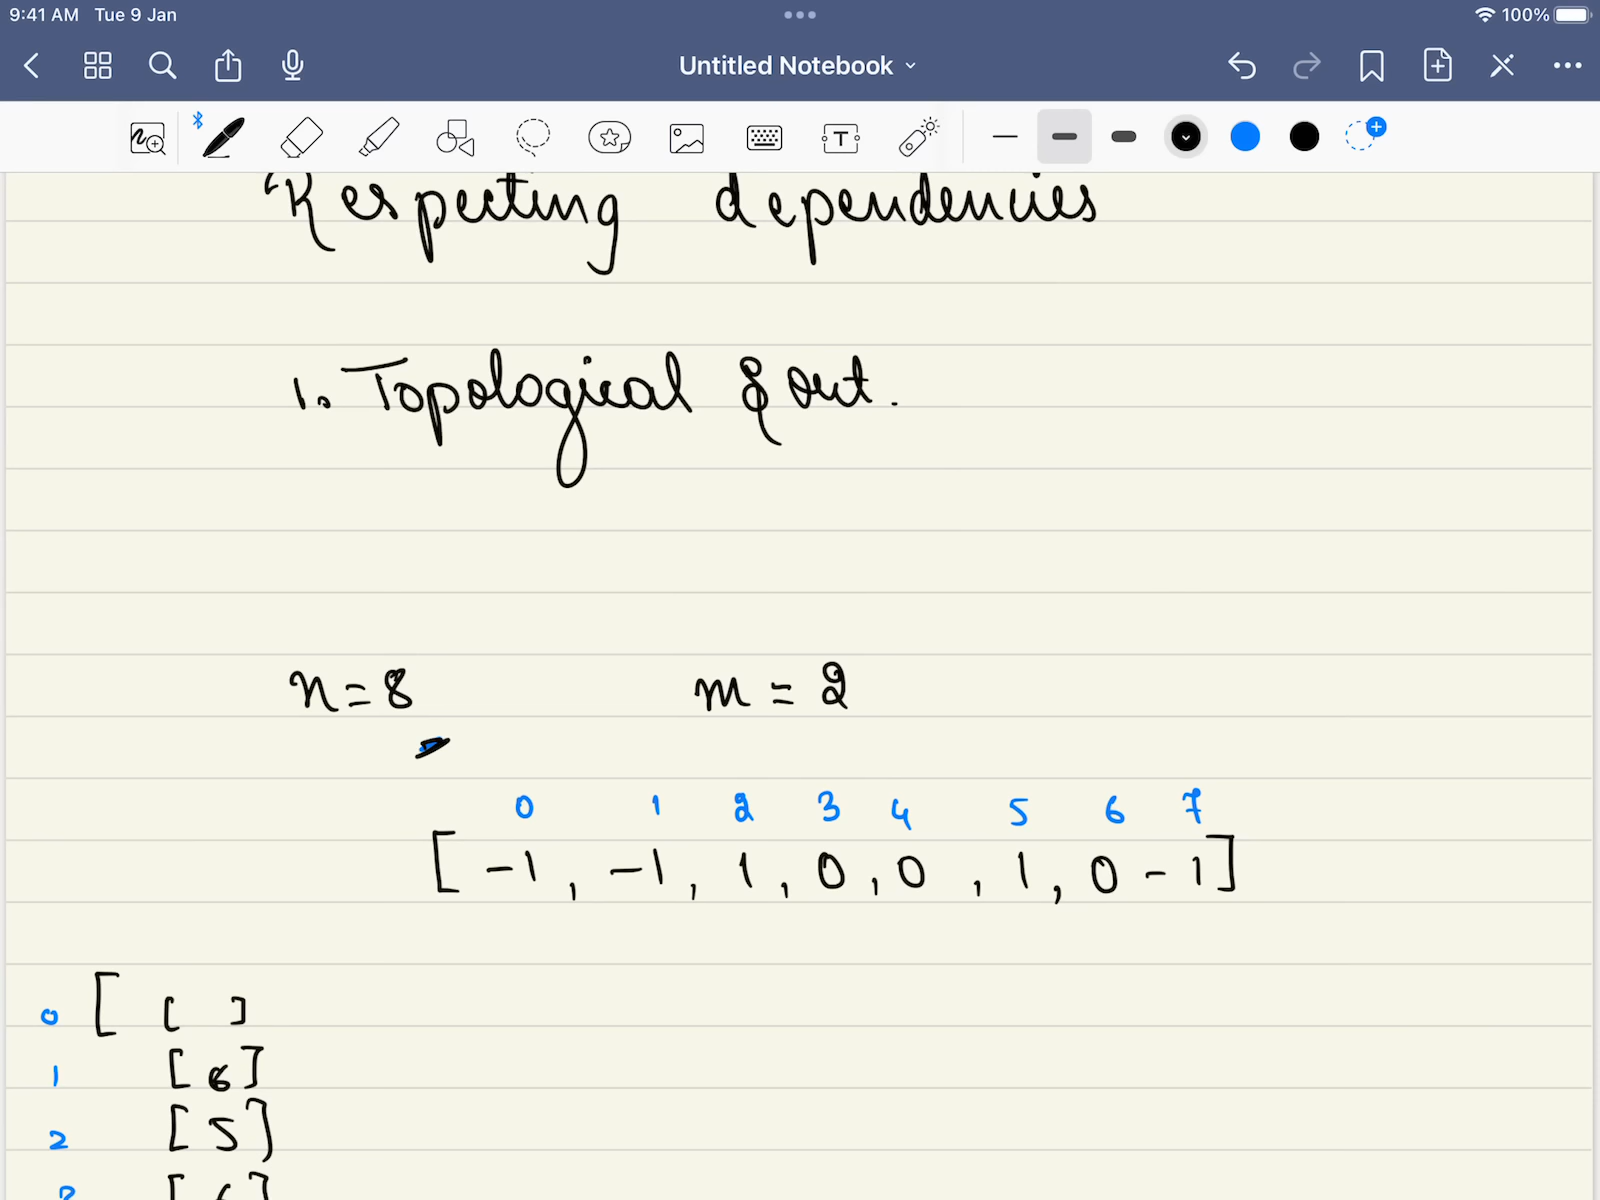 9:41 AM Tue 9 Jan 100%
Untitled Notebook
Respecting dependencies
1. Topological Sort.
n=8 m = 2
0 1 2 3 4 5 6 7
[ -1, -1, 1, 0, 0, 1, 0 -1]
0 [ [ ]
1 [6]
2 [5]